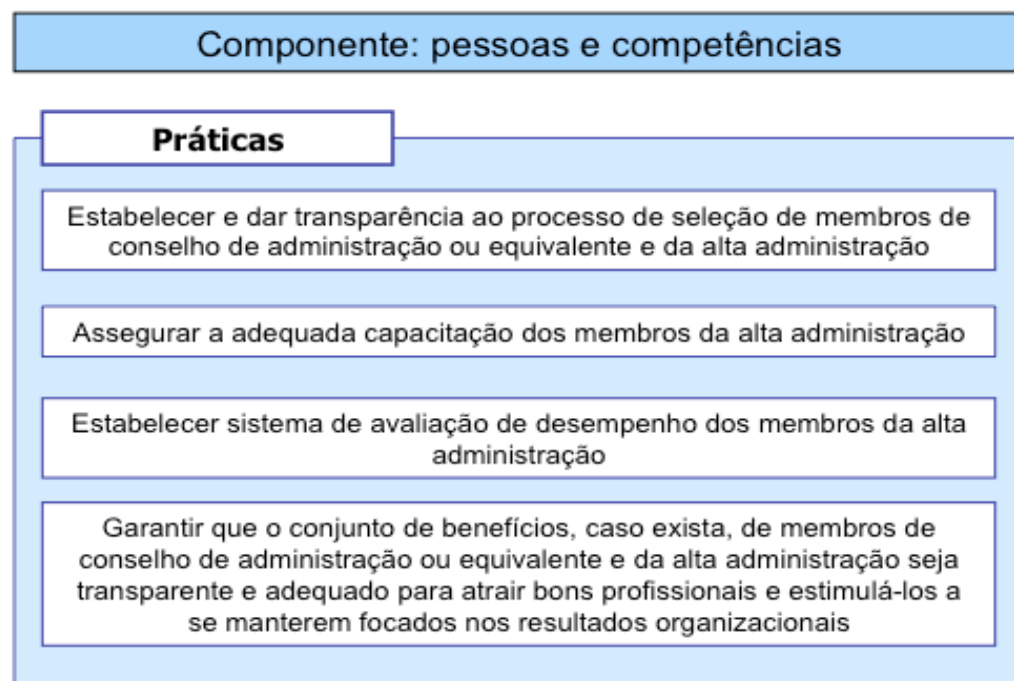 Componente: pessoas e competências
Práticas
Estabelecer e dar transparência ao processo de seleção de membros de
conselho de administração ou equivalente e da alta administração
Assegurar a adequada capacitação dos membros da alta administração
Estabelecer sistema de avaliação de desempenho dos membros da alta
administração
Garantir que o conjunto de benefícios, caso exista, de membros de
conselho de administração ou equivalente e da alta administração seja
transparente e adequado para atrair bons profissionais e estimulá-los a
se manterem focados nos resultados organizacionais